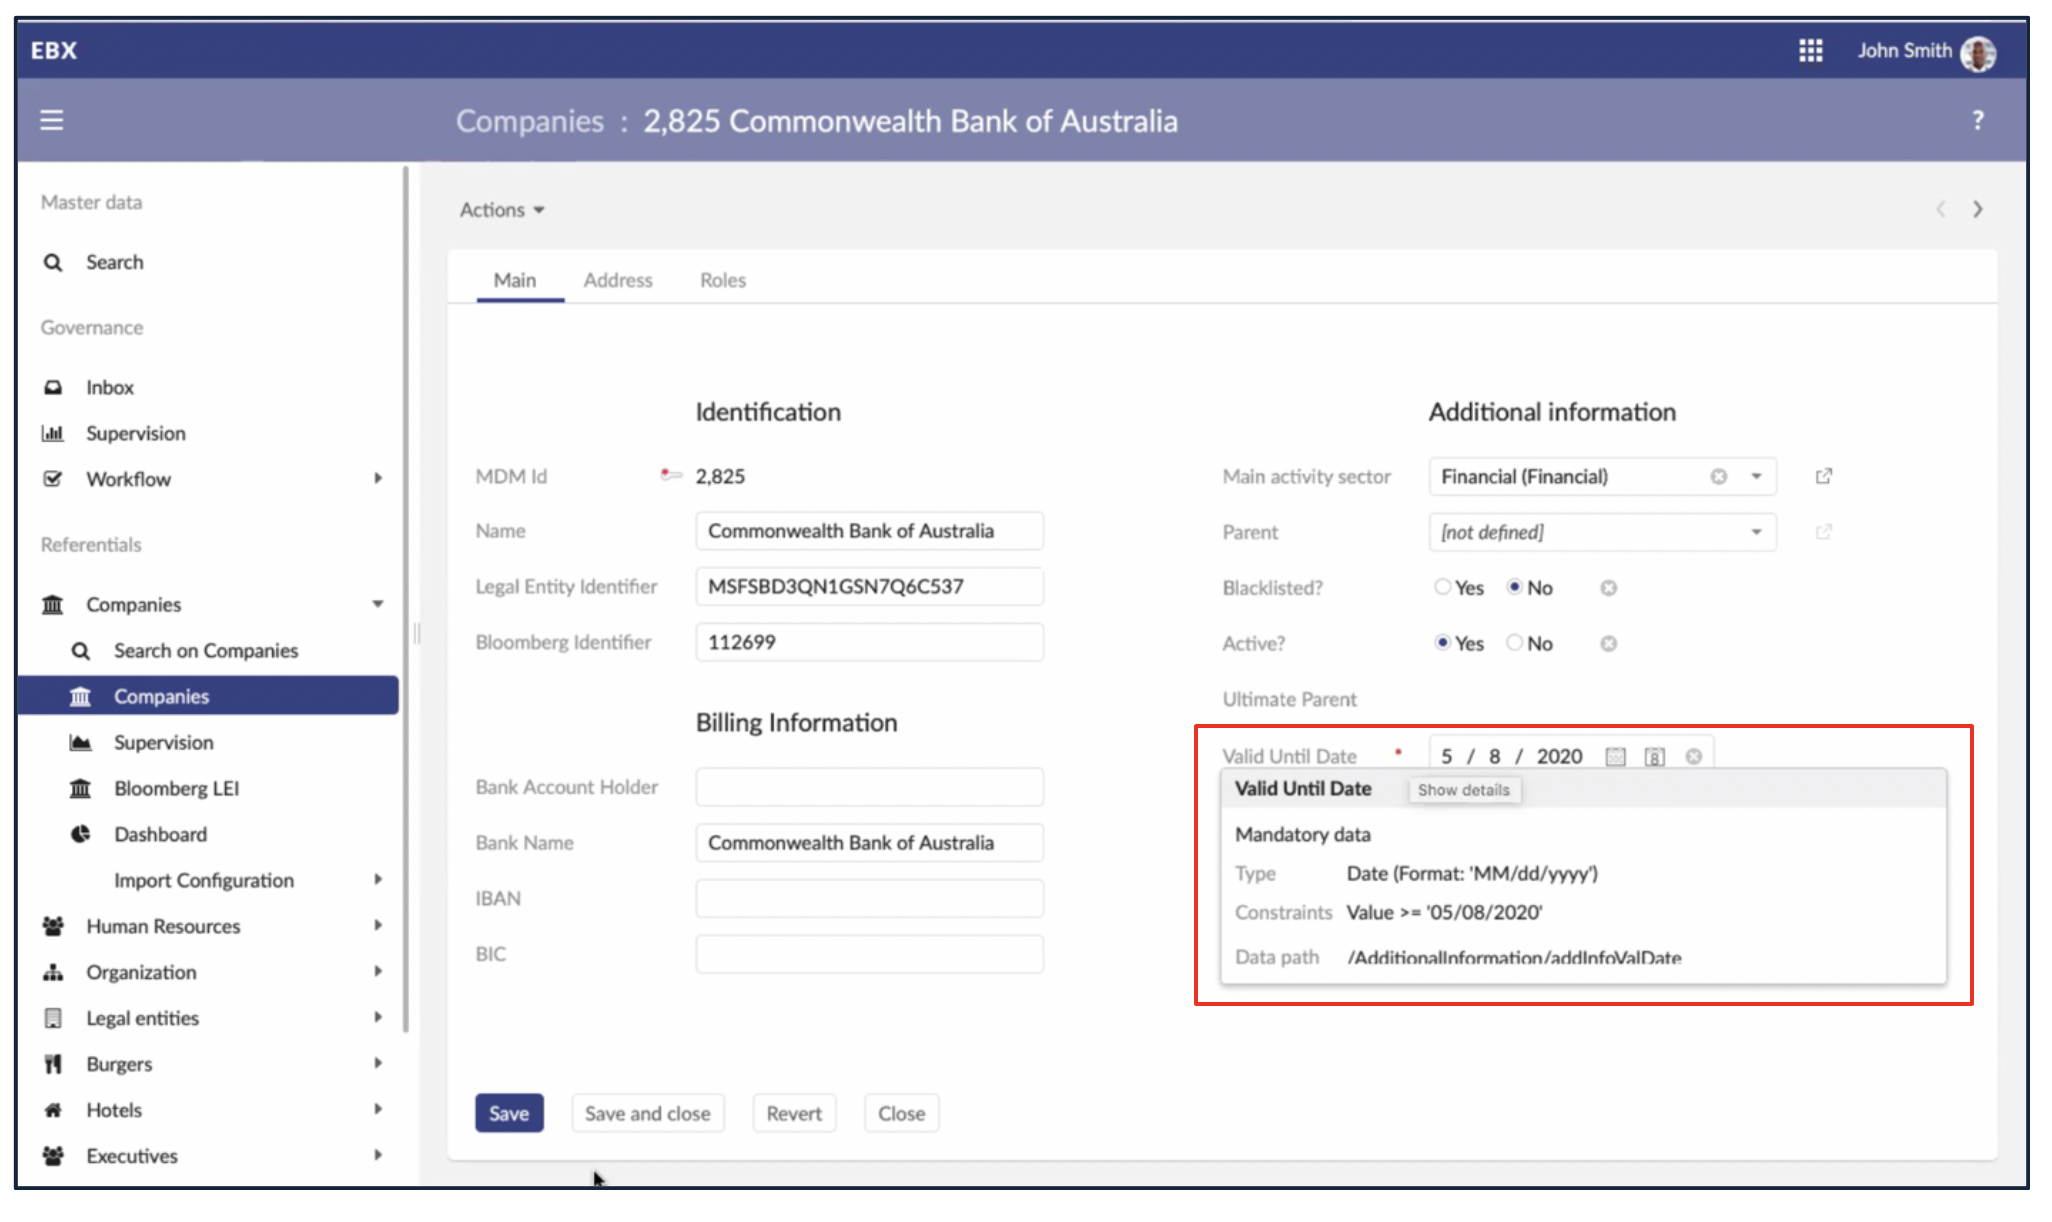 EBX
John Smith
Companies : 2,825 Commonwealth Bank of Australia
?
Master data
Search
Governance
Inbox
Supervision
Workflow
Referentials
Companies
Search on Companies
Companies
Supervision
Bloomberg LEI
Dashboard
Import Configuration
Human Resources
Organization
Legal entities
Burgers
Hotels
Executives
Actions
Main Address Roles
Identification
MDM Id 2,825
Name Commonwealth Bank of Australia
Legal Entity Identifier MSFSBD3QN1GSN7Q6C537
Bloomberg Identifier 112699
Billing Information
Bank Account Holder
Bank Name Commonwealth Bank of Australia
IBAN
BIC
Additional information
Main activity sector Financial (Financial)
Parent [not defined]
Blacklisted? Yes No
Active? Yes No
Ultimate Parent
Valid Until Date 5 / 8 / 2020 8
Valid Until Date Show details
Mandatory data
Type Date (Format: 'MM/dd/yyyy')
Constraints Value >= '05/08/2020'
Data path /AdditionalInformation/addInfoValDate
Save Save and close Revert Close